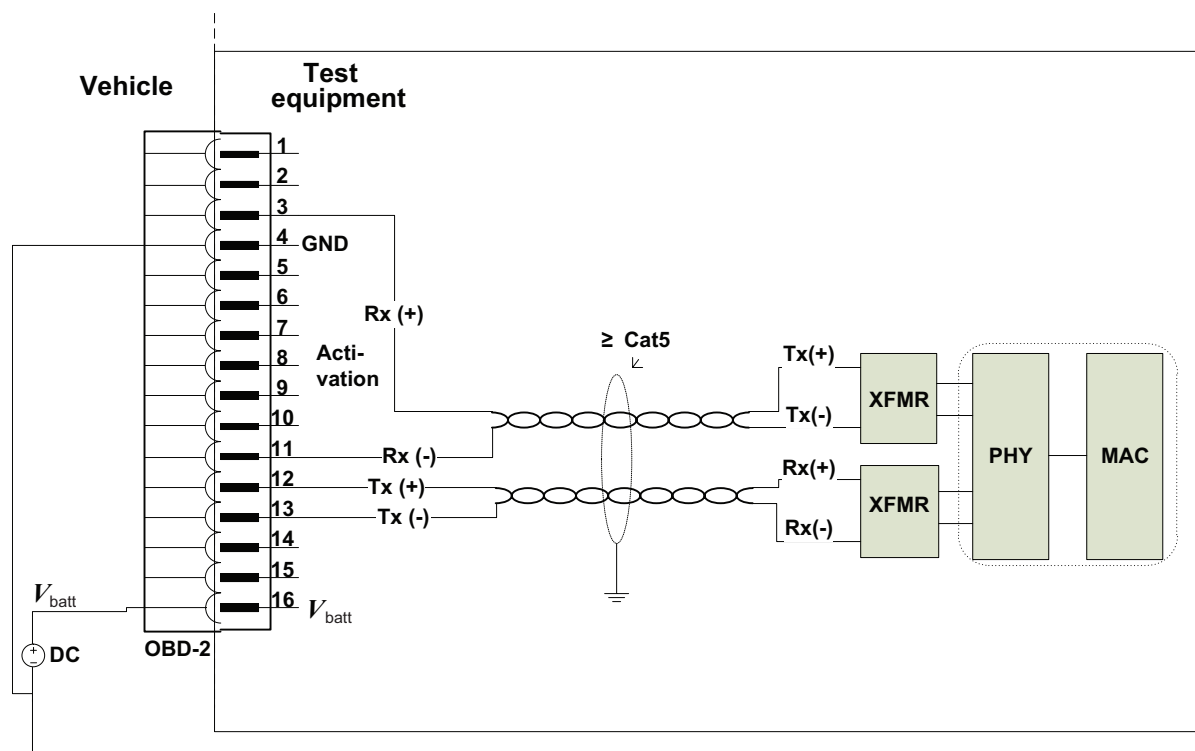 Vehicle
Test
equipment
1
2
3
4 GND
5
6
Rx (+)
7
8
Acti-
vation
9
10
11
Rx (-)
12
Tx (+)
13
Tx (-)
14
15
16
V batt
V batt
DC
+
−
OBD-2
≥ Cat5
Tx(+)
Tx(-)
XFMR
Rx(+)
Rx(-)
XFMR
PHY
MAC